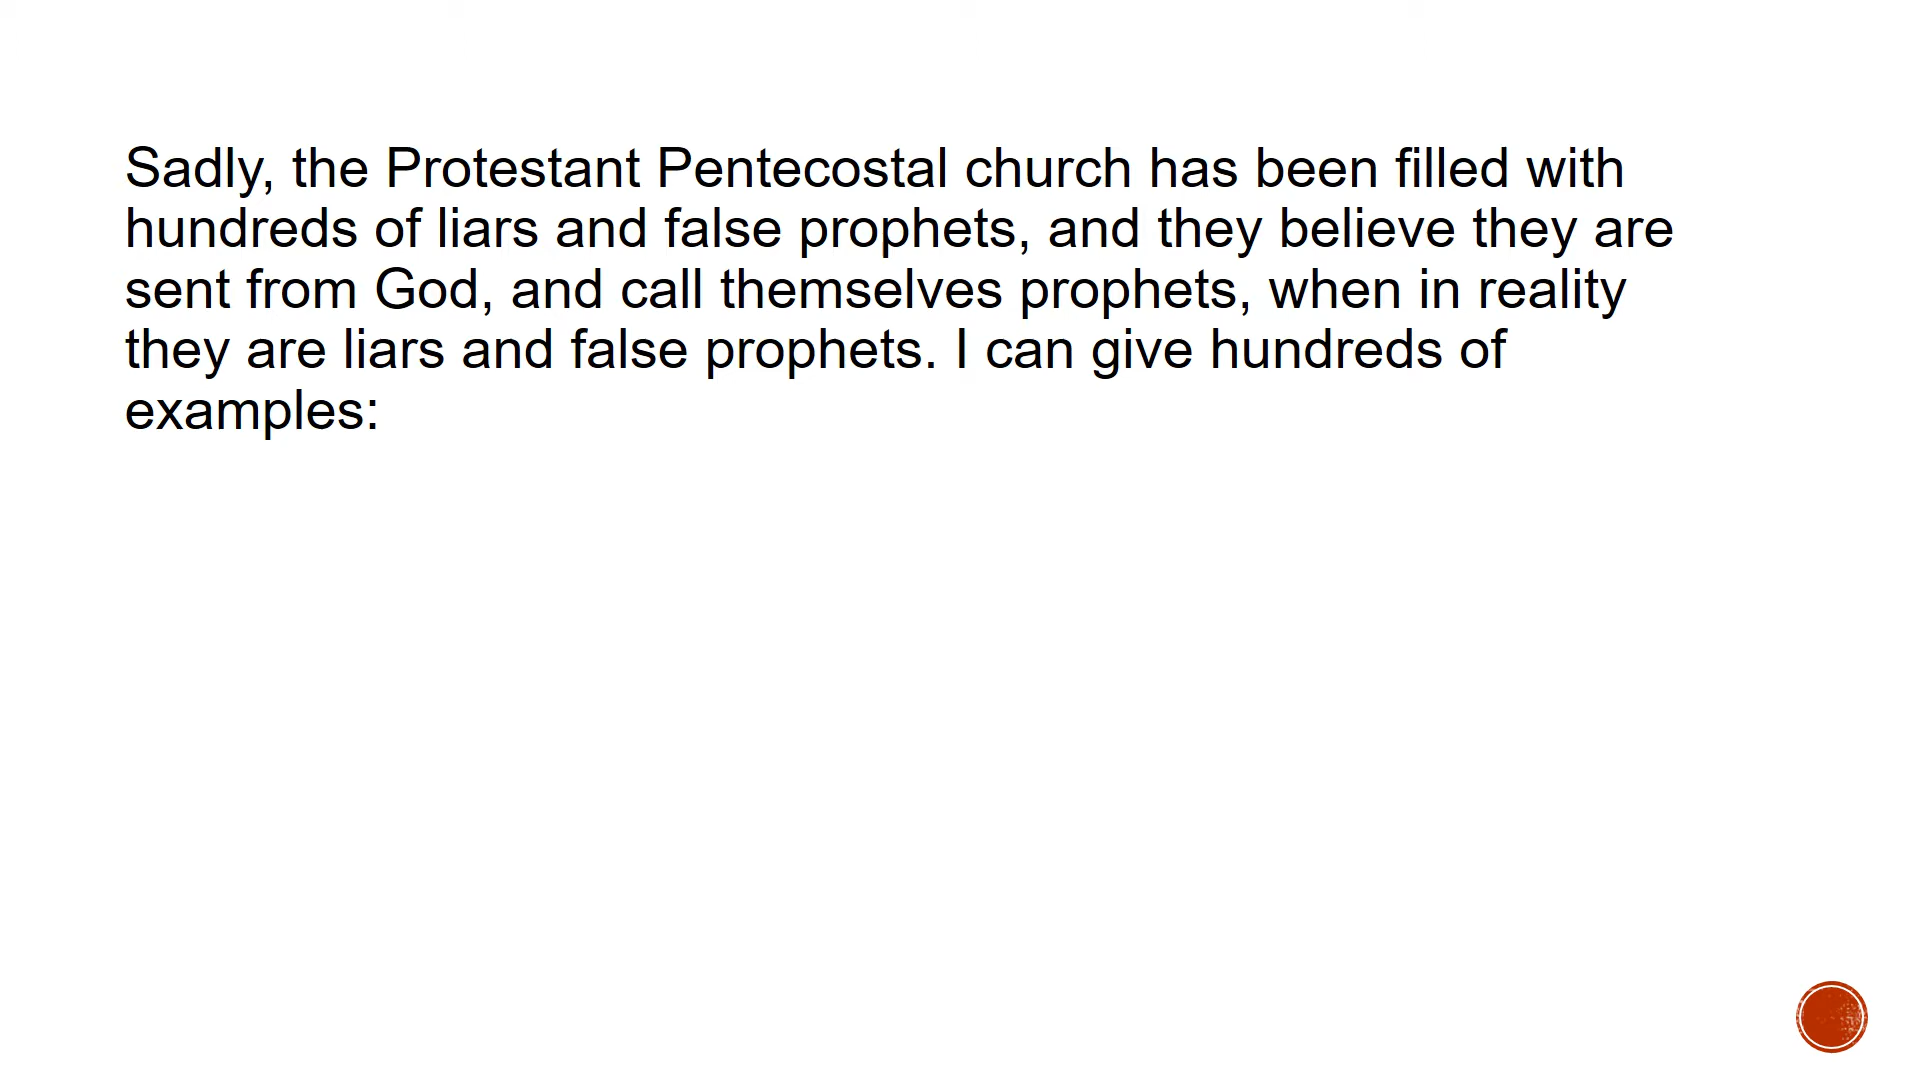 Sadly, the Protestant Pentecostal church has been filled with
hundreds of liars and false prophets, and they believe they are
sent from God, and call themselves prophets, when in reality
they are liars and false prophets. I can give hundreds of
examples: